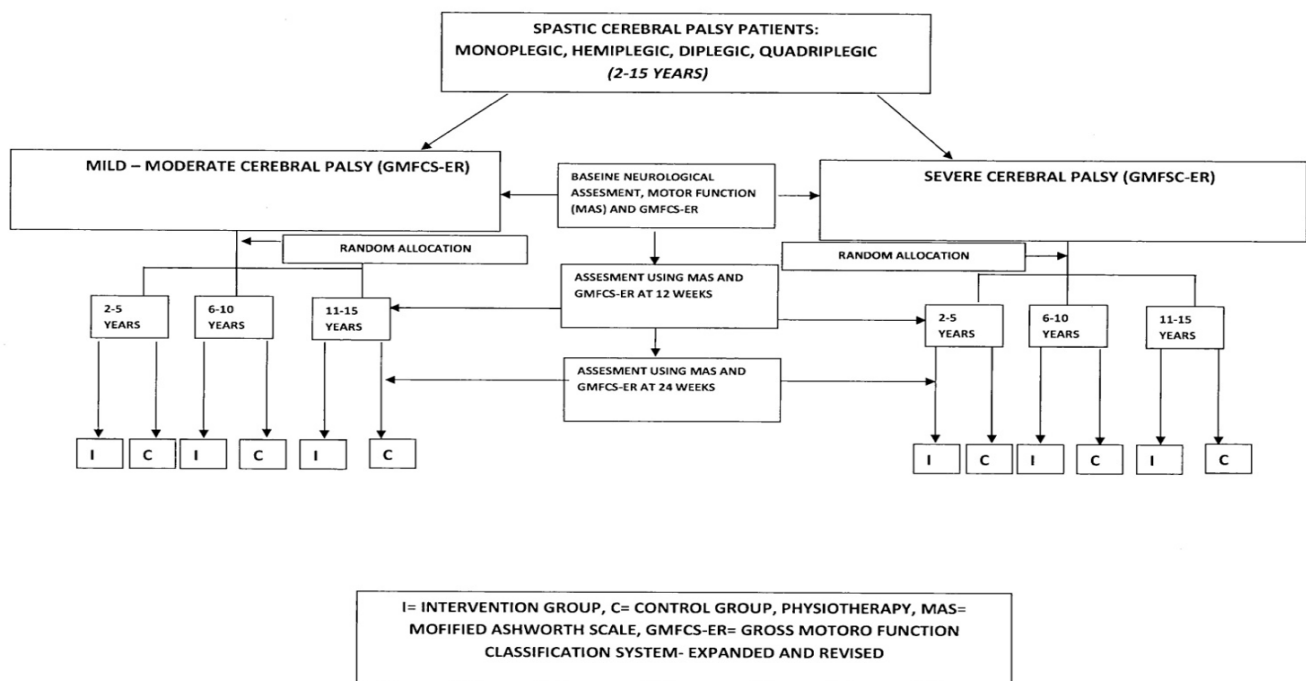 SPASTIC CEREBRAL PALSY PATIENTS:
MONOPLEGIC, HEMIPLEGIC, DIPLEGIC, QUADRIPLEGIC
(2-15 YEARS)
MILD – MODERATE CEREBRAL PALSY (GMFCS-ER)
BASEINE NEUROLOGICAL
ASSESMENT, MOTOR FUNCTION
(MAS) AND GMFCS-ER
SEVERE CEREBRAL PALSY (GMFSC-ER)
RANDOM ALLOCATION
RANDOM ALLOCATION
ASSESMENT USING MAS AND
GMFCS-ER AT 12 WEEKS
2-5
YEARS
6-10
YEARS
11-15
YEARS
2-5
YEARS
6-10
YEARS
11-15
YEARS
ASSESMENT USING MAS AND
GMFCS-ER AT 24 WEEKS
I
C
I
C
I
C
I
C
I
C
I
C
I= INTERVENTION GROUP, C= CONTROL GROUP, PHYSIOTHERAPY, MAS=
MOFIFIED ASHWORTH SCALE, GMFCS-ER= GROSS MOTORO FUNCTION
CLASSIFICATION SYSTEM- EXPANDED AND REVISED